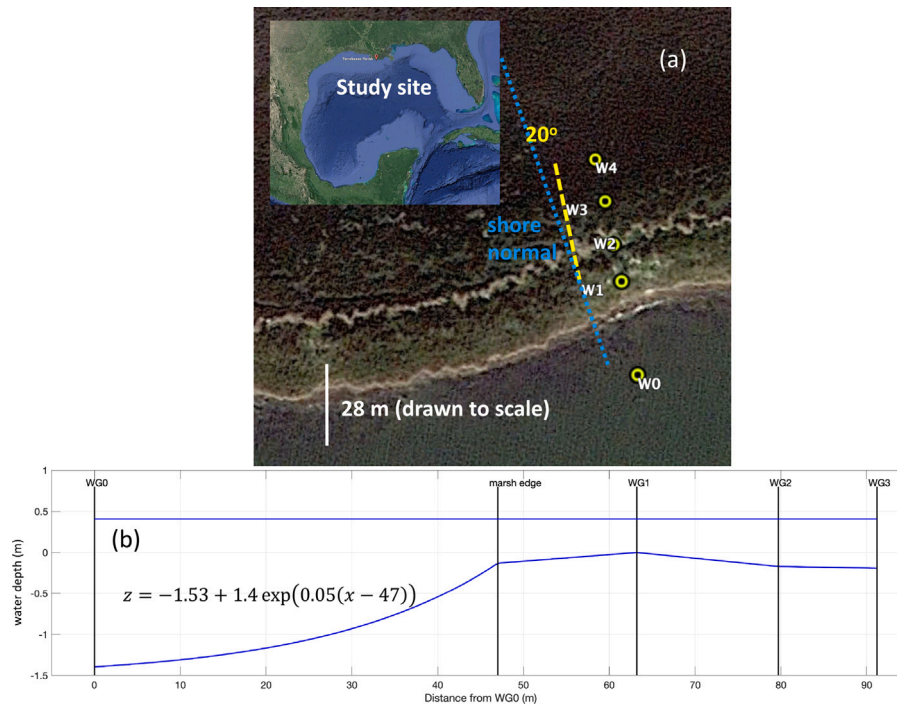 (a)
Study site
20°
W4
W3
shore
normal
W2
W1
W0
28 m (drawn to scale)
WG0
marsh edge
WG1
WG2
WG3
1
0.5
0
-0.5
-1
-1.5
water depth (m)
(b)
z = −1.53 + 1.4 exp(0.05(x − 47))
0
10
20
30
40
50
60
70
80
90
Distance from WG0 (m)